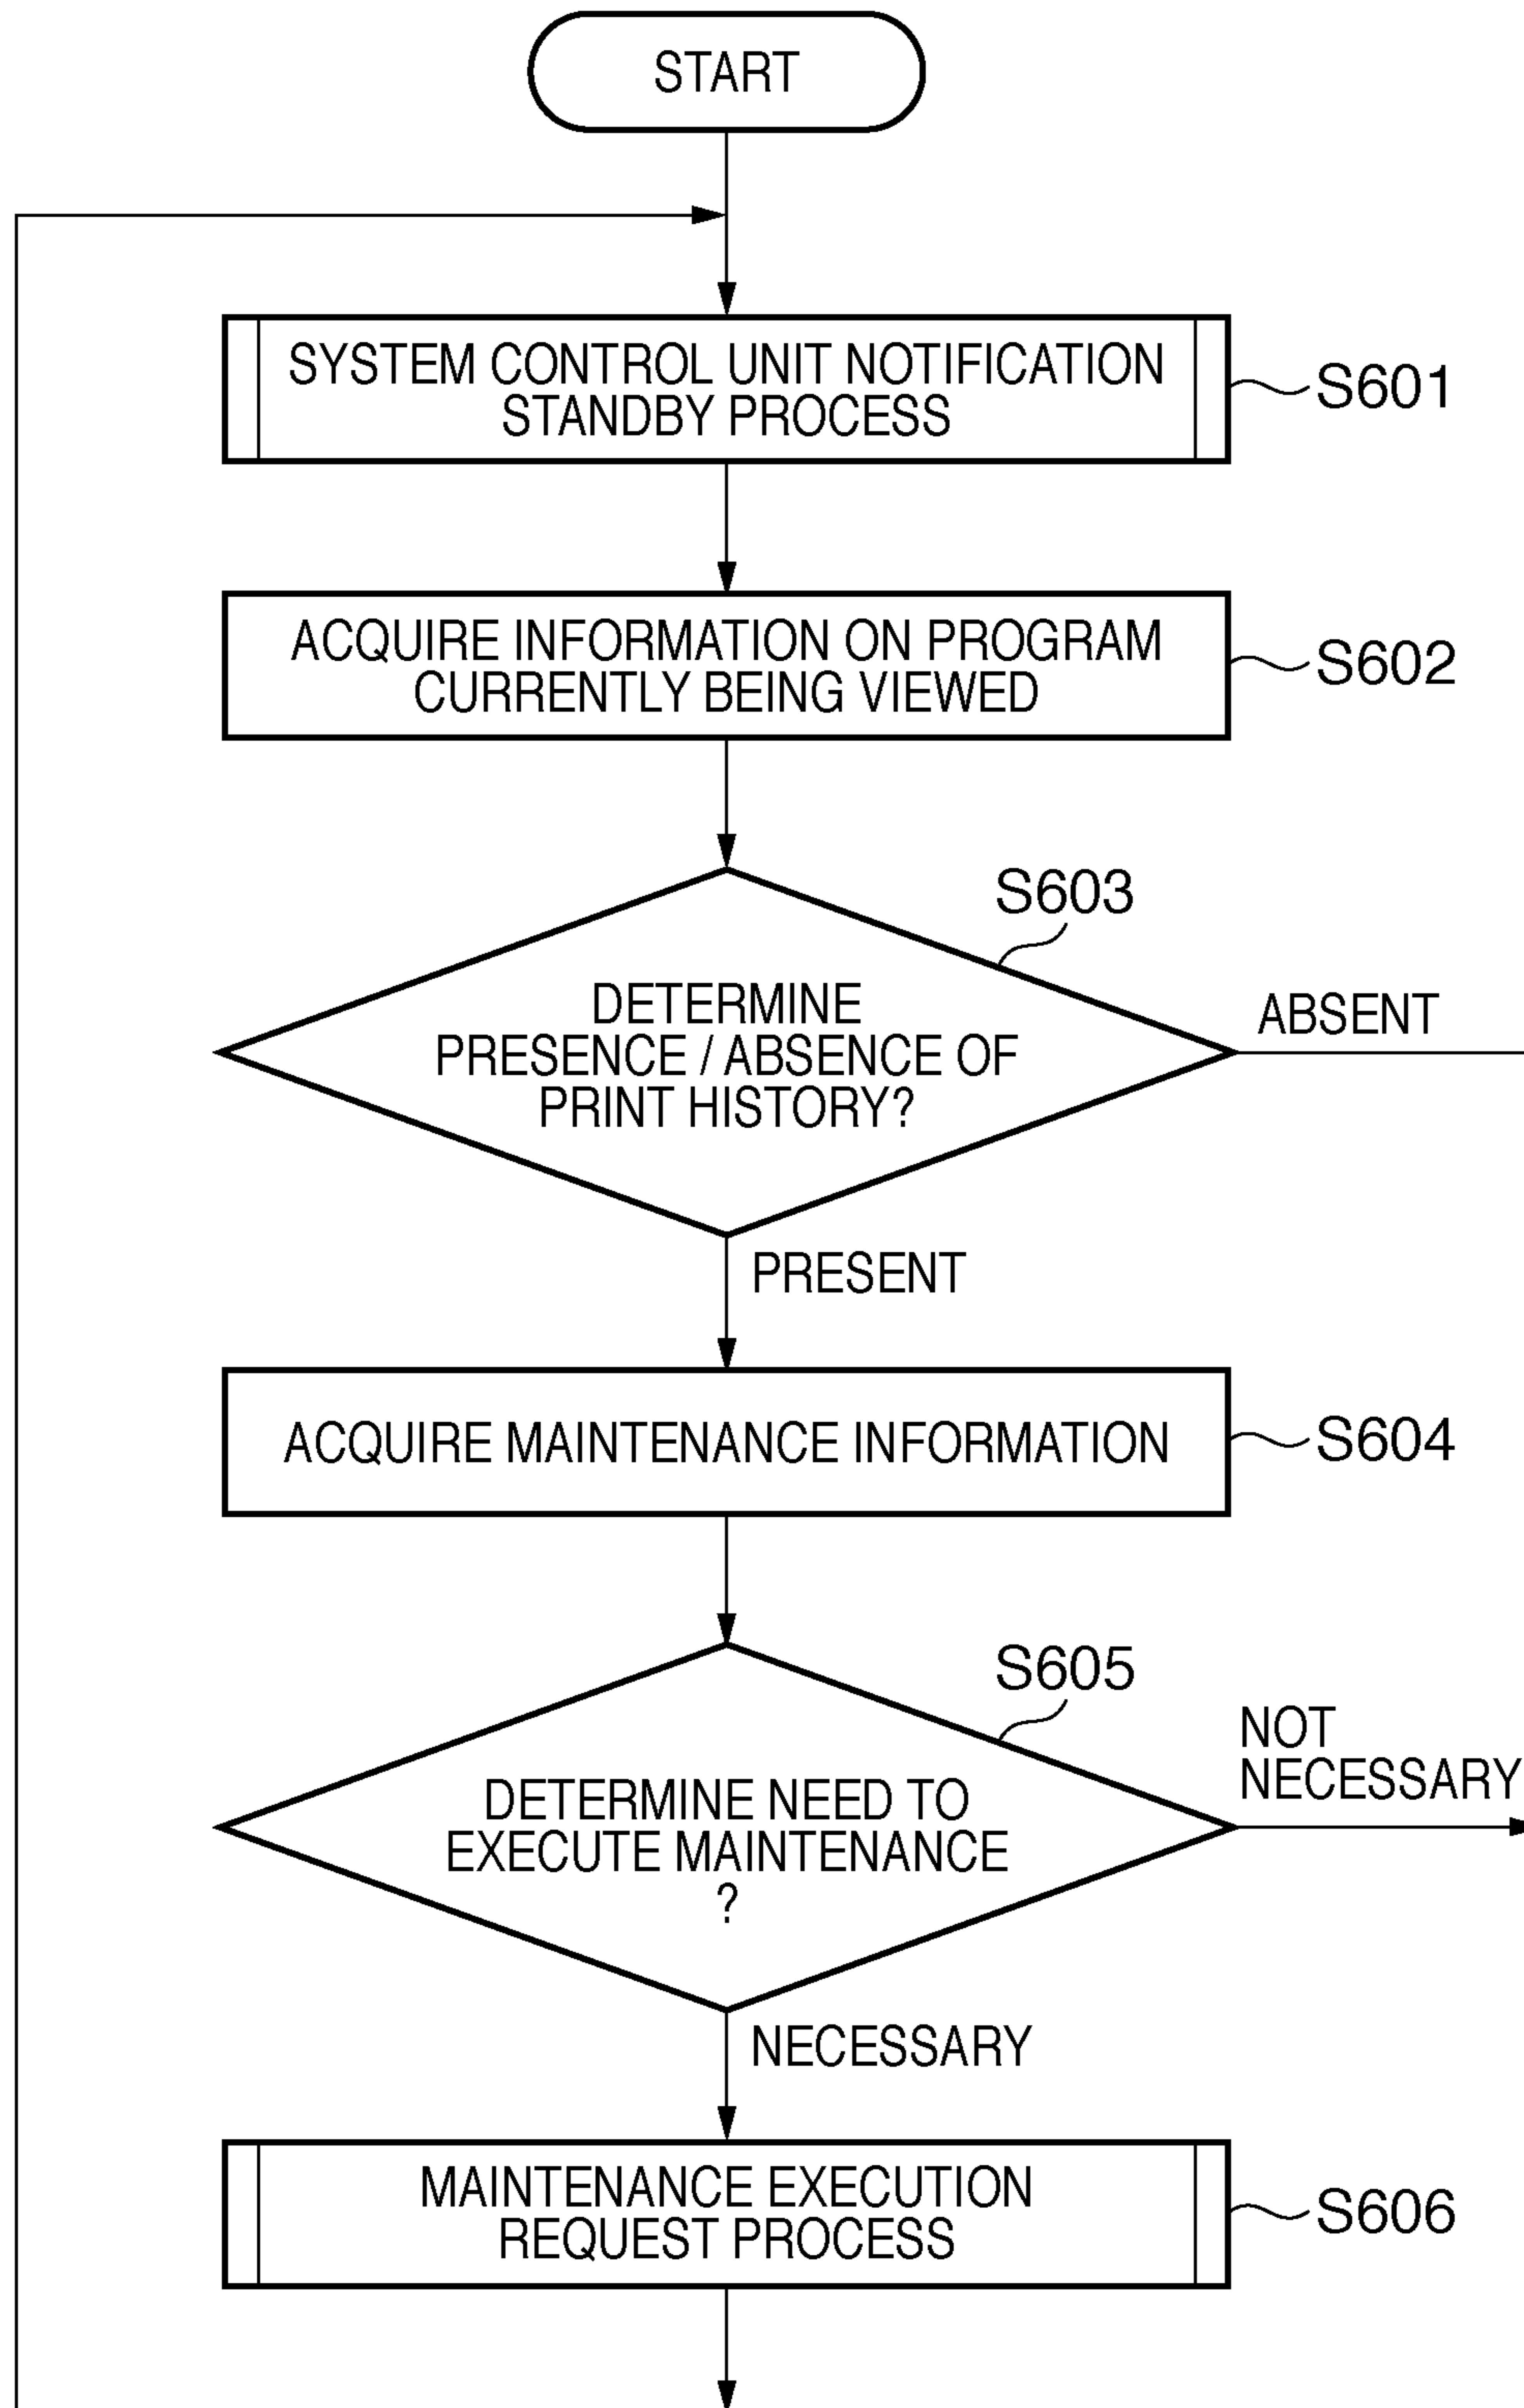 START
SYSTEM CONTROL UNIT NOTIFICATION
STANDBY PROCESS
S601
ACQUIRE INFORMATION ON PROGRAM
CURRENTLY BEING VIEWED
S602
S603
DETERMINE
PRESENCE / ABSENCE OF
PRINT HISTORY?
ABSENT
PRESENT
ACQUIRE MAINTENANCE INFORMATION
S604
S605
DETERMINE NEED TO
EXECUTE MAINTENANCE
?
NOT
NECESSARY
NECESSARY
MAINTENANCE EXECUTION
REQUEST PROCESS
S606